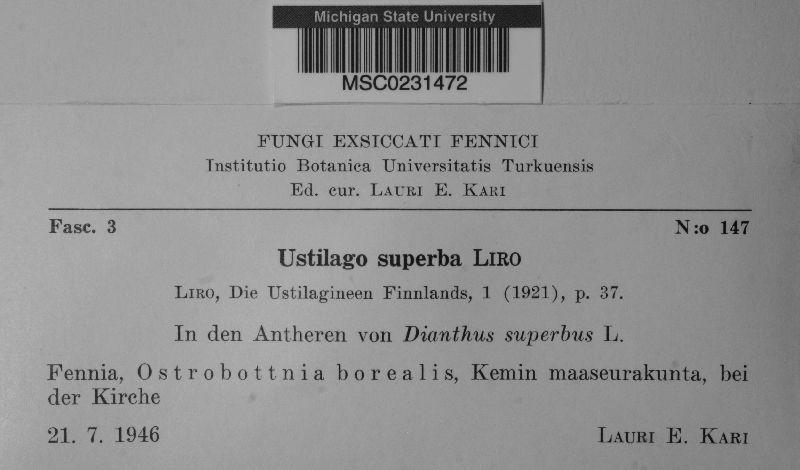 Michigan State University
MSC0231472
FUNGI EXSICCATI FENNICI
Institutio Botanica Universitatis Turkuensis
Ed. cur. LAURI E. KARI
Fasc. 3 N:o 147
Ustilago superba LIRO
LIRO, Die Ustilagineen Finnlands, 1 (1921), p. 37.
In den Antheren von Dianthus superbus L.
Fennia, Ostrobottnia borealis, Kemin maaseurakunta, bei
der Kirche
21. 7. 1946 LAURI E. KARI